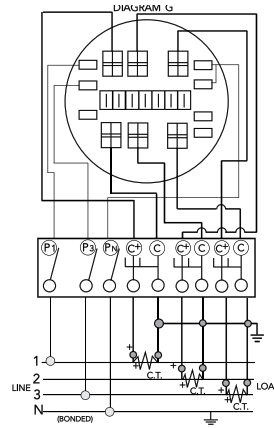 DIAGRAM G
P1 P3 PN C+ C C+ C C+ C
+
1
+ C.T.
2
+
LINE + C.T. LOA
3
+ C.T.
N
(BONDED)